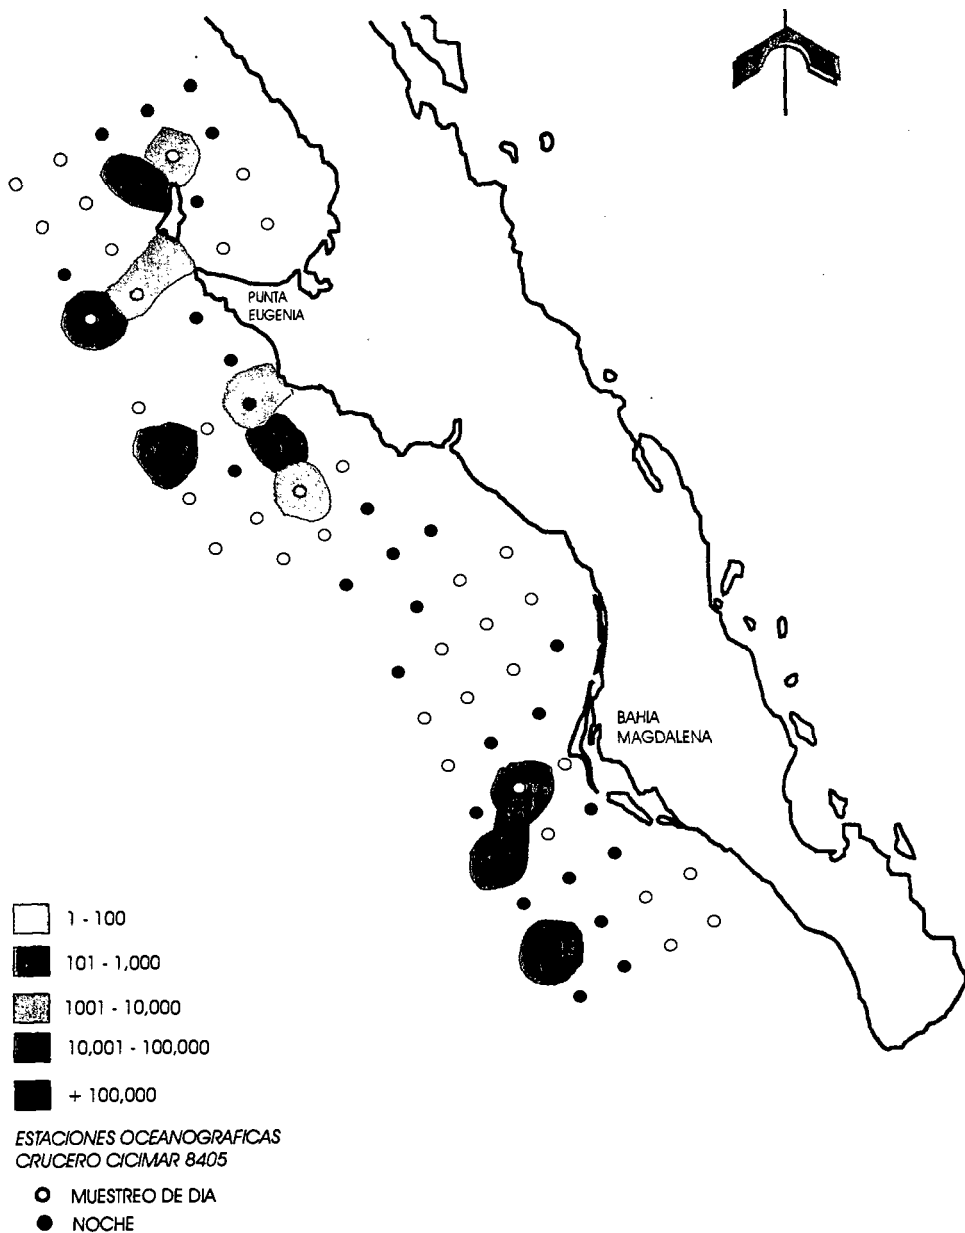 PUNTA
EUGENIA
BAHIA
MAGDALENA
1 - 100
101 - 1,000
1001 - 10,000
10,001 - 100,000
+ 100,000
ESTACIONES OCEANOGRAFICAS
CRUCERO CICIMAR 8405
MUESTREO DE DIA
NOCHE